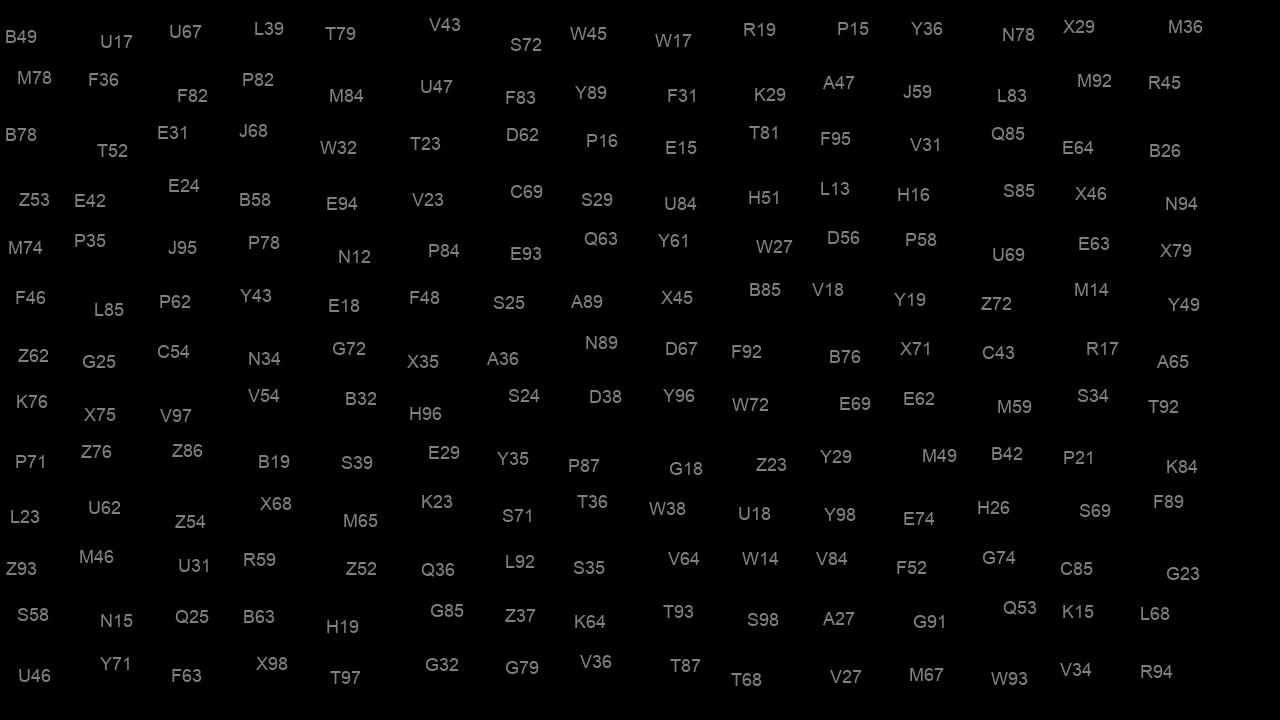 B49 U17 U67 L39 T79 V43 S72 W45 W17 R19 P15 Y36 N78 X29 M36
M78 F36 F82 P82 M84 U47 F83 Y89 F31 K29 A47 J59 L83 M92 R45
B78 T52 E31 J68 W32 T23 D62 P16 E15 T81 F95 V31 Q85 E64 B26
Z53 E42 E24 B58 E94 V23 C69 S29 U84 H51 L13 H16 S85 X46 N94
M74 P35 J95 P78 N12 P84 E93 Q63 Y61 W27 D56 P58 U69 E63 X79
F46 L85 P62 Y43 E18 F48 S25 A89 X45 B85 V18 Y19 Z72 M14 Y49
Z62 G25 C54 N34 G72 X35 A36 N89 D67 F92 B76 X71 C43 R17 A65
K76 X75 V97 V54 B32 H96 S24 D38 Y96 W72 E69 E62 M59 S34 T92
P71 Z76 Z86 B19 S39 E29 Y35 P87 G18 Z23 Y29 M49 B42 P21 K84
L23 U62 Z54 X68 M65 K23 S71 T36 W38 U18 Y98 E74 H26 S69 F89
Z93 M46 U31 R59 Z52 Q36 L92 S35 V64 W14 V84 F52 G74 C85 G23
S58 N15 Q25 B63 H19 G85 Z37 K64 T93 S98 A27 G91 Q53 K15 L68
U46 Y71 F63 X98 T97 G32 G79 V36 T87 T68 V27 M67 W93 V34 R94